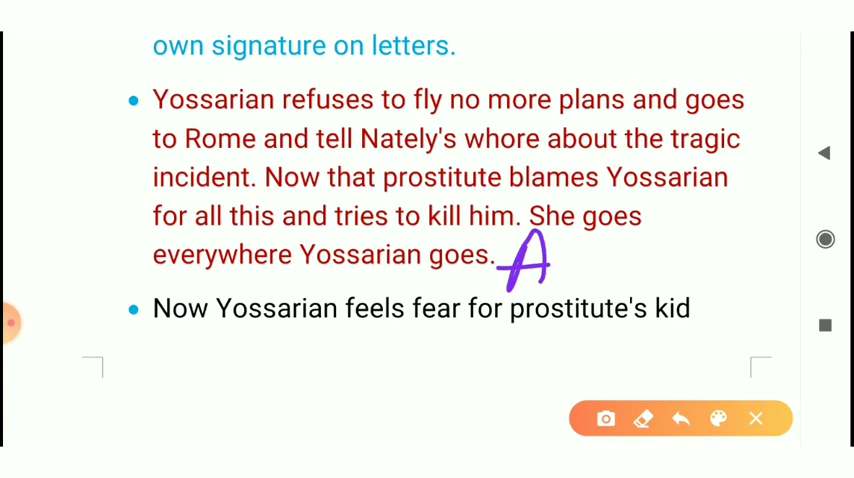 own signature on letters.
• Yossarian refuses to fly no more plans and goes
to Rome and tell Nately's whore about the tragic
incident. Now that prostitute blames Yossarian
for all this and tries to kill him. She goes
everywhere Yossarian goes. A
• Now Yossarian feels fear for prostitute's kid